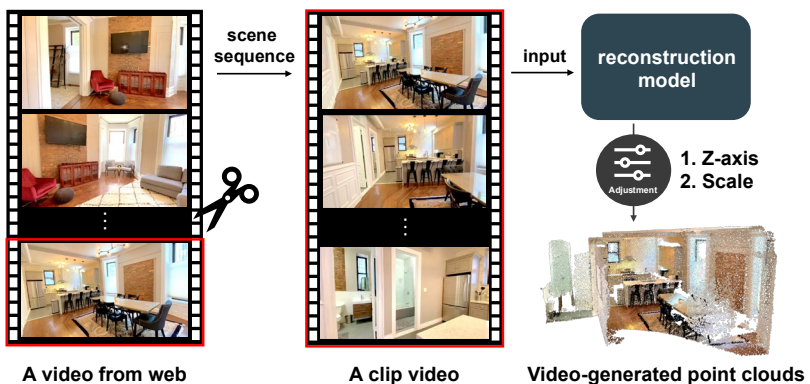 scene
sequence
input
reconstruction
model
Adjustment
1. Z-axis
2. Scale
A video from web
A clip video
Video-generated point clouds